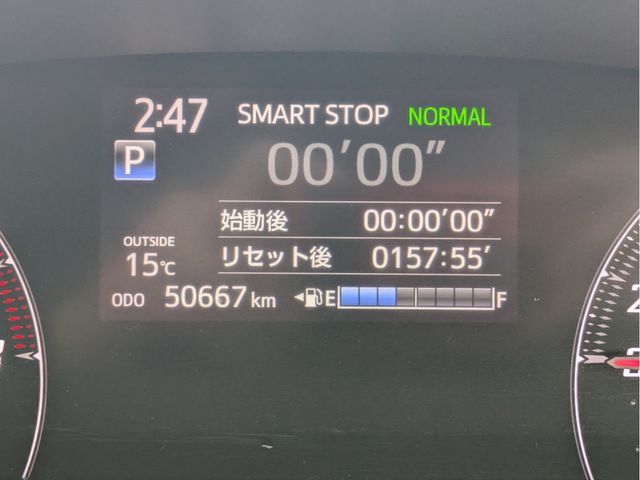 2:47 SMART STOP NORMAL
P 00'00"
始動後 00:00'00"
OUTSIDE
15℃
リセット後 0157:55'
ODO 50667 km E F